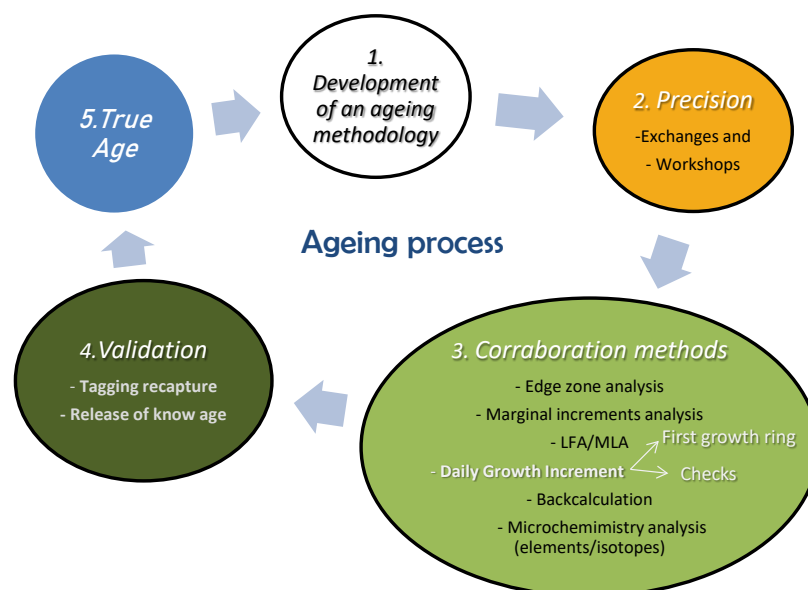 1.
Development
of an ageing
methodology
2. Precision
-Exchanges and
- Workshops
Ageing process
3. Corraboration methods
- Edge zone analysis
- Marginal increments analysis
- LFA/MLA
First growth ring
- Daily Growth Increment
Checks
- Backcalculation
- Microchemimistry analysis
(elements/isotopes)
4.Validation
- Tagging recapture
- Release of know age
5.True
Age